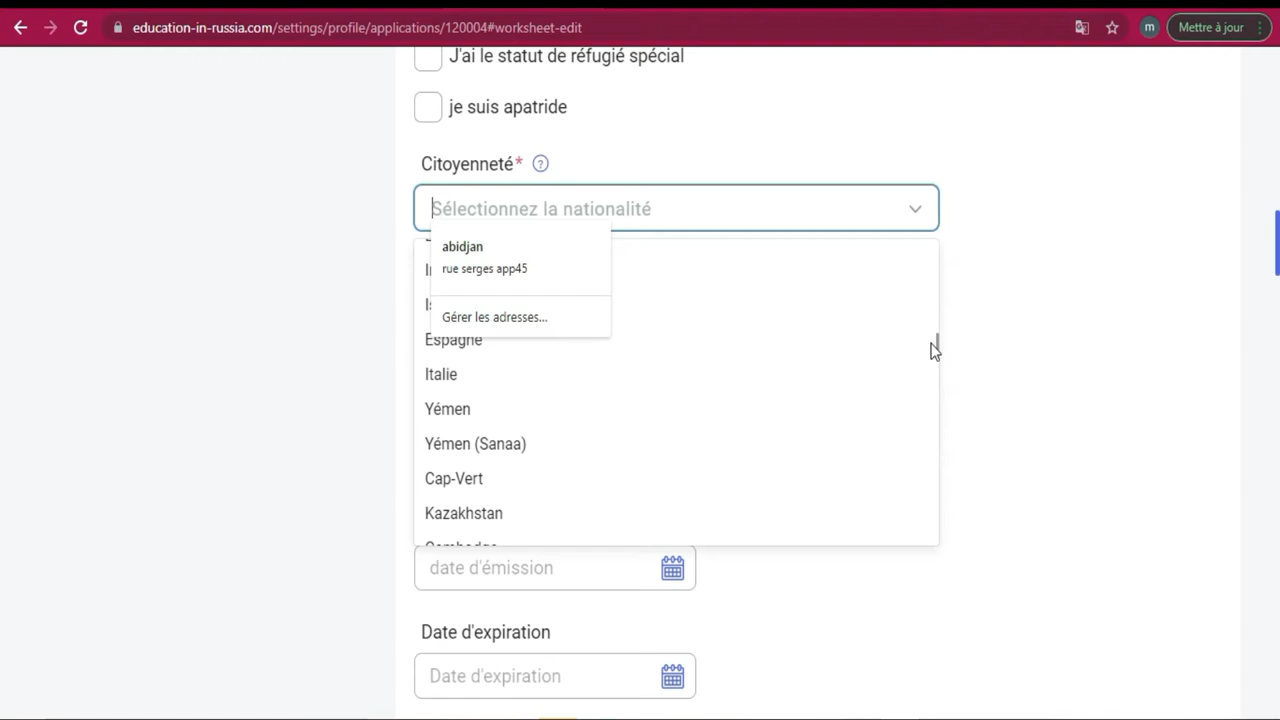 education-in-russia.com/settings/profile/applications/120004#worksheet-edit
m
Mettre à jour
J'ai le statut de réfugié spécial
je suis apatride
Citoyenneté* ?
Sélectionnez la nationalité
abidjan
rue serges app45
Gérer les adresses...
Espagne
Italie
Yémen
Yémen (Sanaa)
Cap-Vert
Kazakhstan
Cambodge
date d'émission
Date d'expiration
Date d'expiration